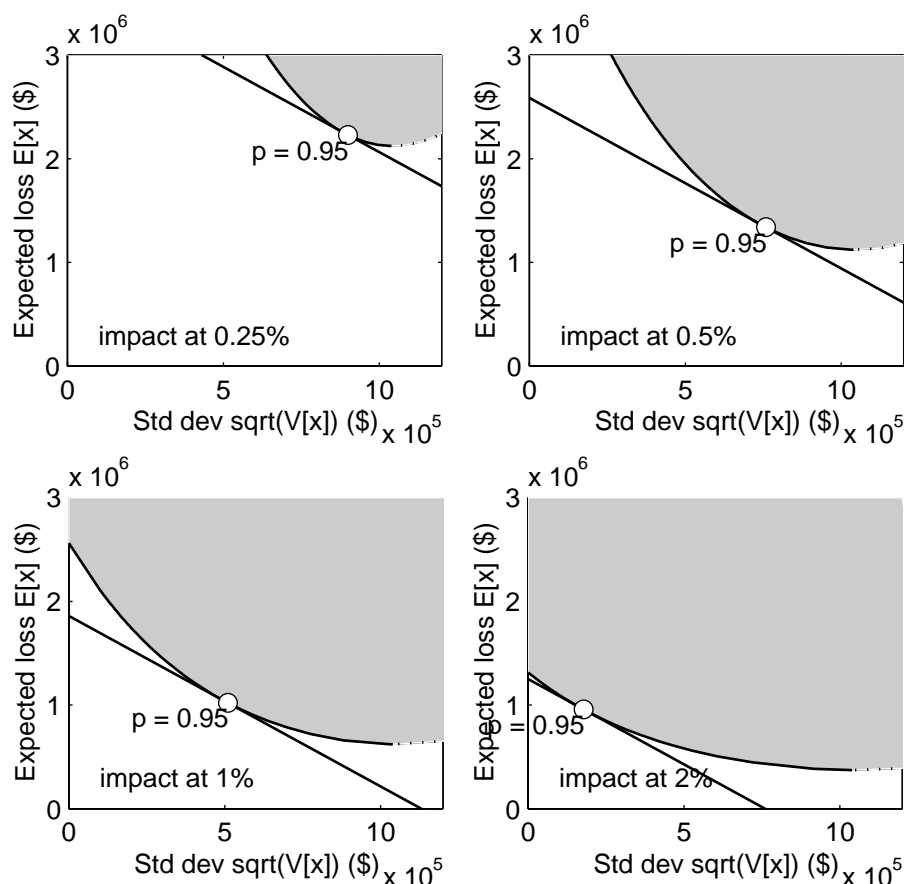 x 10^6
3
2
1
0
Expected loss E[x] ($)
p = 0.95
impact at 0.25%
0 5 10
Std dev sqrt(V[x]) ($) x 10^5
x 10^6
3
2
1
0
Expected loss E[x] ($)
p = 0.95
impact at 0.5%
0 5 10
Std dev sqrt(V[x]) ($) x 10^5
x 10^6
3
2
1
0
Expected loss E[x] ($)
p = 0.95
impact at 1%
0 5 10
Std dev sqrt(V[x]) ($) x 10^5
x 10^6
3
2
1
0
Expected loss E[x] ($)
p = 0.95
impact at 2%
0 5 10
Std dev sqrt(V[x]) ($) x 10^5